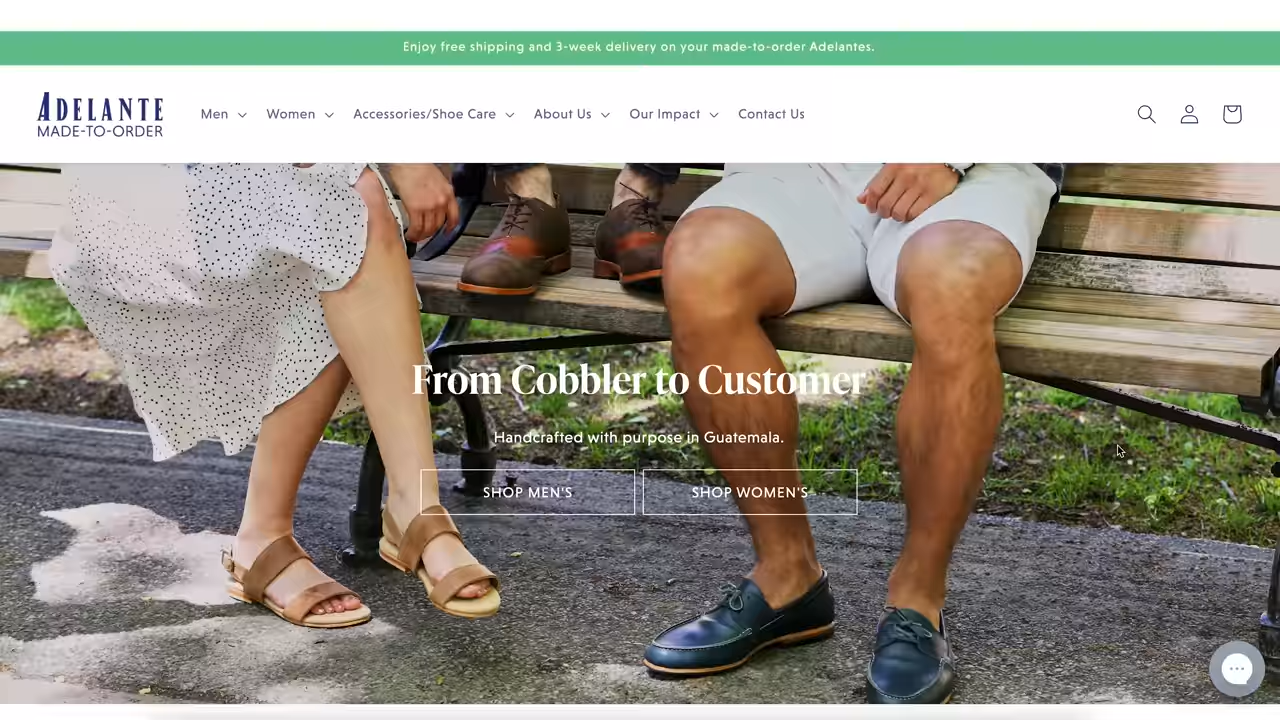 Enjoy free shipping and 3-week delivery on your made-to-order Adelantes.
ADELANTE
MADE-TO-ORDER
Men
Women
Accessories/Shoe Care
About Us
Our Impact
Contact Us
From Cobbler to Customer
Handcrafted with purpose in Guatemala.
SHOP MEN'S
SHOP WOMEN'S